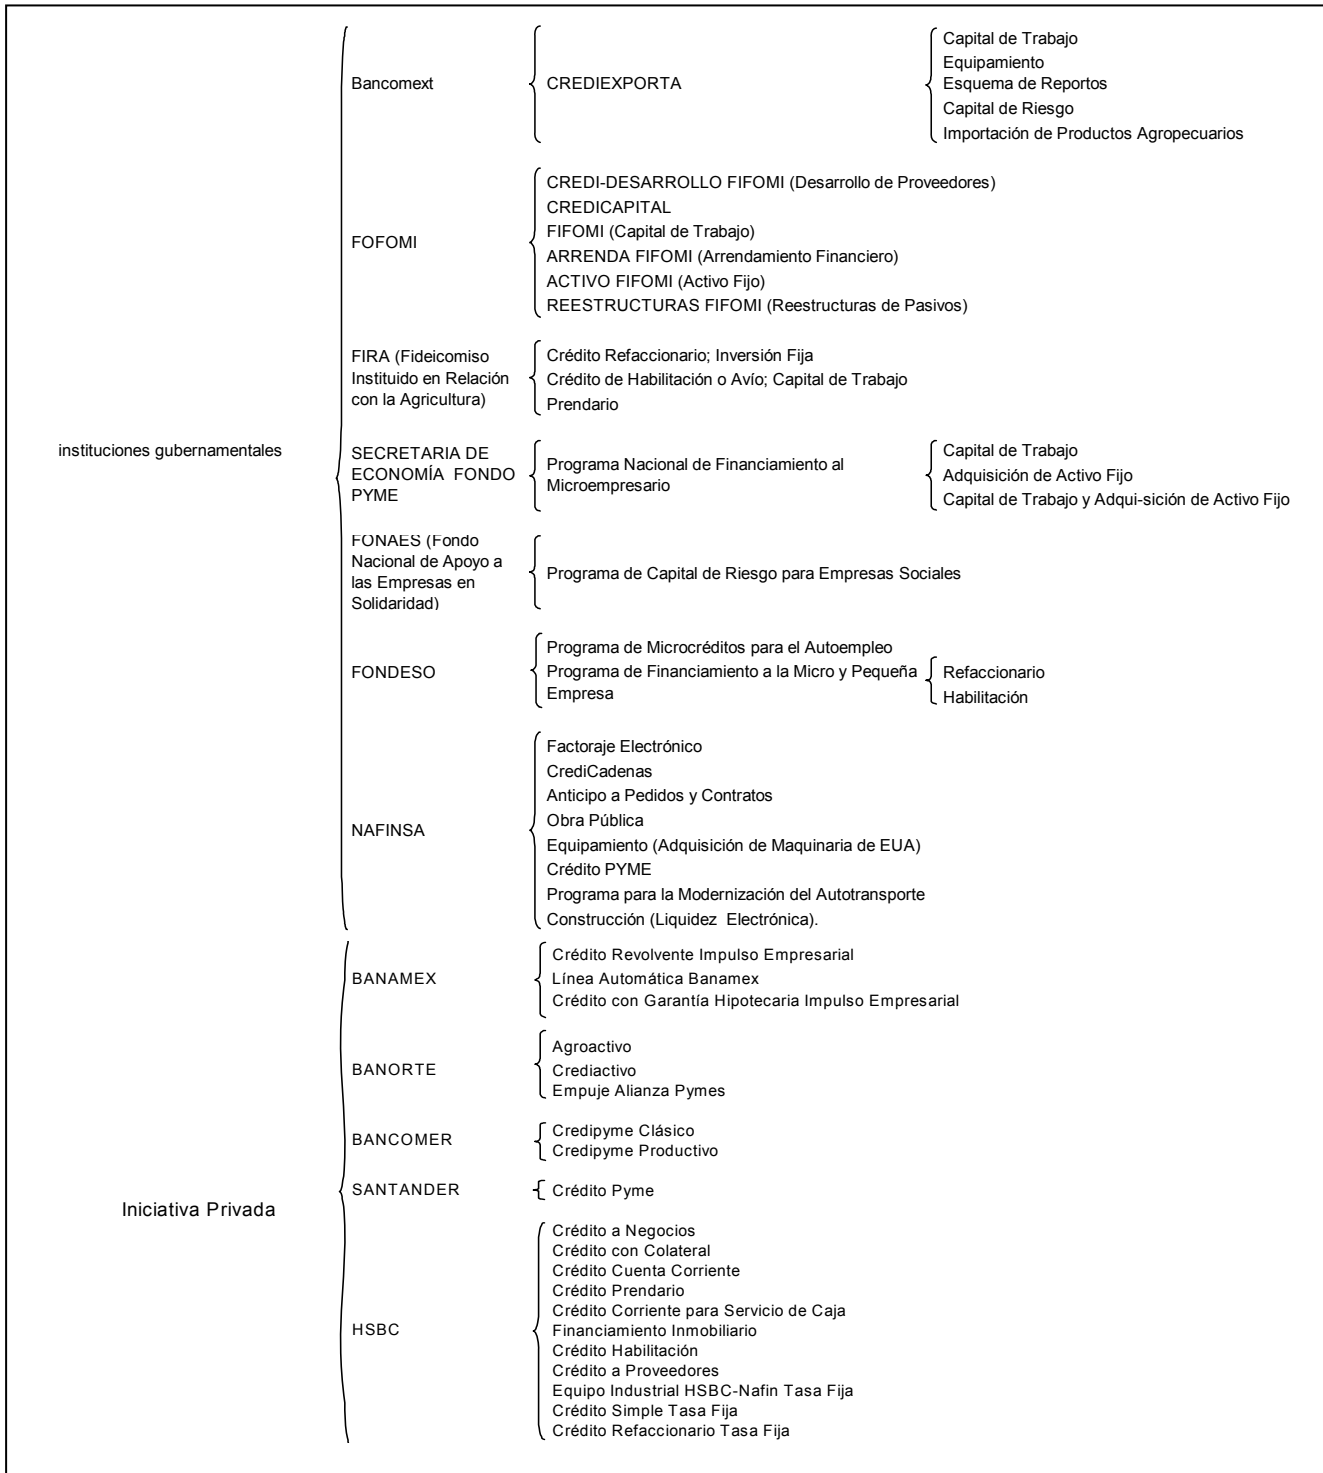 instituciones gubernamentales
Bancomext
CREDIEXPORTA
Capital de Trabajo
Equipamiento
Esquema de Reportos
Capital de Riesgo
Importación de Productos Agropecuarios
FOFOMI
CREDI-DESARROLLO FIFOMI (Desarrollo de Proveedores)
CREDICAPITAL
FIFOMI (Capital de Trabajo)
ARRENDA FIFOMI (Arrendamiento Financiero)
ACTIVO FIFOMI (Activo Fijo)
REESTRUCTURAS FIFOMI (Reestructuras de Pasivos)
FIRA (Fideicomiso
Instituido en Relación
con la Agricultura)
Crédito Refaccionario; Inversión Fija
Crédito de Habilitación o Avío; Capital de Trabajo
Prendario
SECRETARIA DE
ECONOMÍA  FONDO
PYME
Programa Nacional de Financiamiento al
Microempresario
Capital de Trabajo
Adquisición de Activo Fijo
Capital de Trabajo y Adqui-sición de Activo Fijo
FONAES (Fondo
Nacional de Apoyo a
las Empresas en
Solidaridad)
Programa de Capital de Riesgo para Empresas Sociales
FONDESO
Programa de Microcréditos para el Autoempleo
Programa de Financiamiento a la Micro y Pequeña
Empresa
Refaccionario
Habilitación
NAFINSA
Factoraje Electrónico
CrediCadenas
Anticipo a Pedidos y Contratos
Obra Pública
Equipamiento (Adquisición de Maquinaria de EUA)
Crédito PYME
Programa para la Modernización del Autotransporte
Construcción (Liquidez  Electrónica).
Iniciativa Privada
BANAMEX
Crédito Revolvente Impulso Empresarial
Línea Automática Banamex
Crédito con Garantía Hipotecaria Impulso Empresarial
BANORTE
Agroactivo
Crediactivo
Empuje Alianza Pymes
BANCOMER
Credipyme Clásico
Credipyme Productivo
SANTANDER
Crédito Pyme
HSBC
Crédito a Negocios
Crédito con Colateral
Crédito Cuenta Corriente
Crédito Prendario
Crédito Corriente para Servicio de Caja
Financiamiento Inmobiliario
Crédito Habilitación
Crédito a Proveedores
Equipo Industrial HSBC-Nafin Tasa Fija
Crédito Simple Tasa Fija
Crédito Refaccionario Tasa Fija